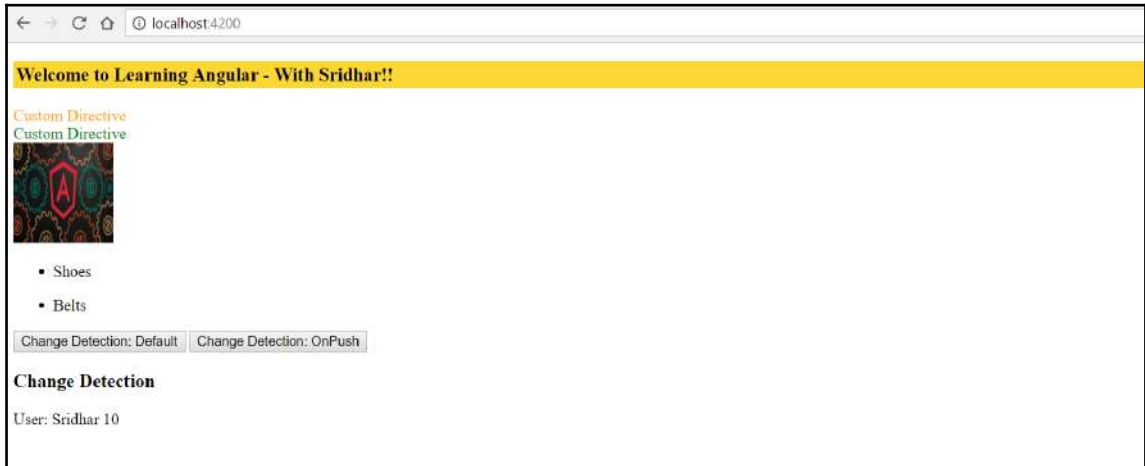 localhost:4200
Welcome to Learning Angular - With Sridhar!!
Custom Directive
Custom Directive
A
Shoes
Belts
Change Detection: Default Change Detection: OnPush
Change Detection
User: Sridhar 10